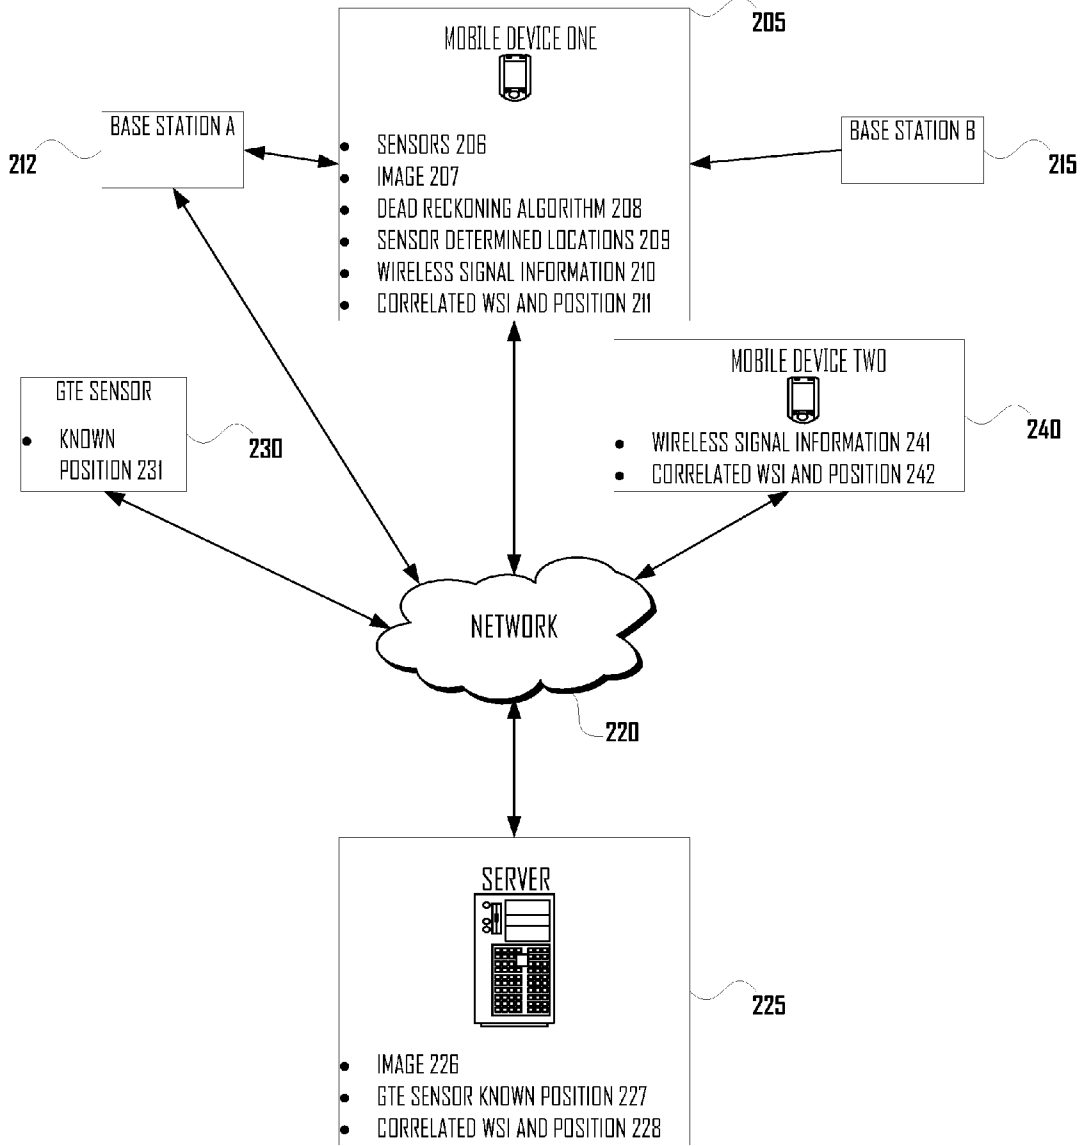 205
MOBILE DEVICE ONE
BASE STATION A
212
BASE STATION B
215
• SENSORS 206
• IMAGE 207
• DEAD RECKONING ALGORITHM 208
• SENSOR DETERMINED LOCATIONS 209
• WIRELESS SIGNAL INFORMATION 210
• CORRELATED WSI AND POSITION 211
MOBILE DEVICE TWO
240
• WIRELESS SIGNAL INFORMATION 241
• CORRELATED WSI AND POSITION 242
GTE SENSOR
230
• KNOWN
POSITION 231
NETWORK
220
SERVER
225
• IMAGE 226
• GTE SENSOR KNOWN POSITION 227
• CORRELATED WSI AND POSITION 228